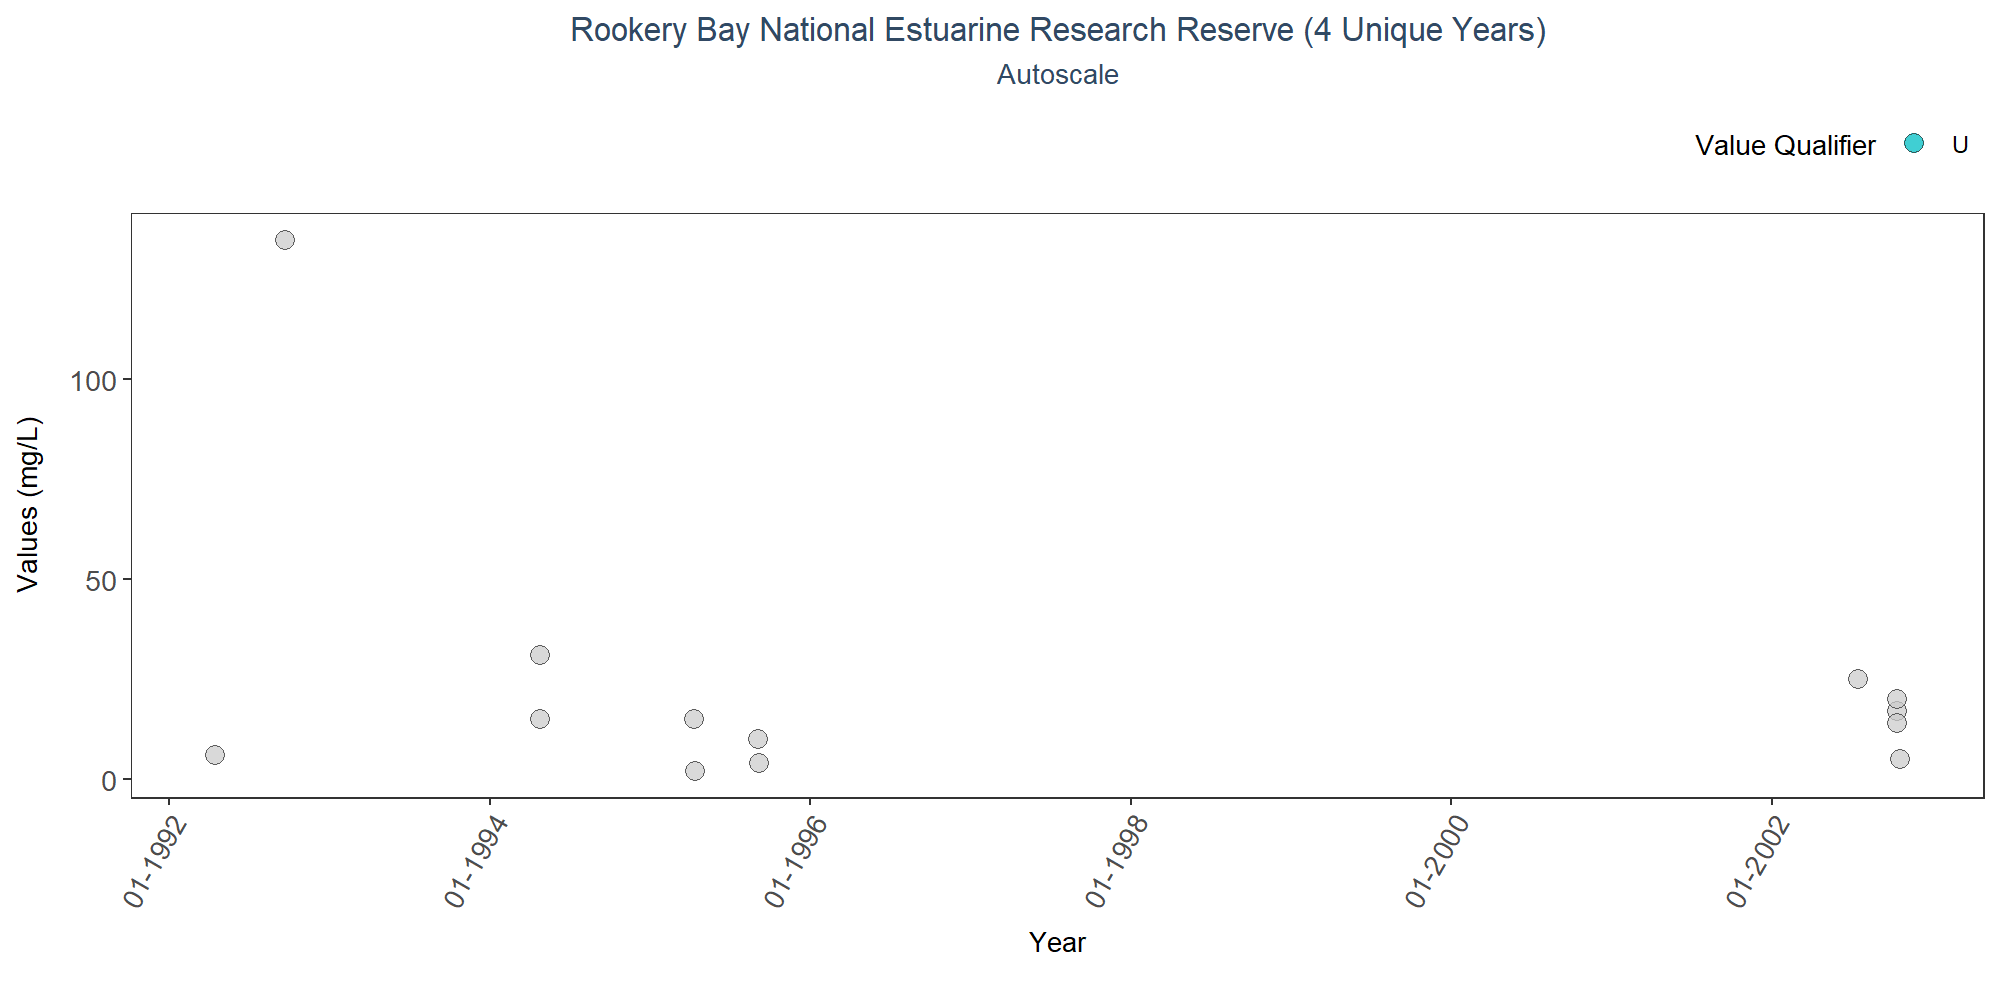 Rookery Bay National Estuarine Research Reserve (4 Unique Years)
Autoscale
Value Qualifier U
Values (mg/L)
100
50
0
01-1992 01-1994 01-1996 01-1998 01-2000 01-2002
Year